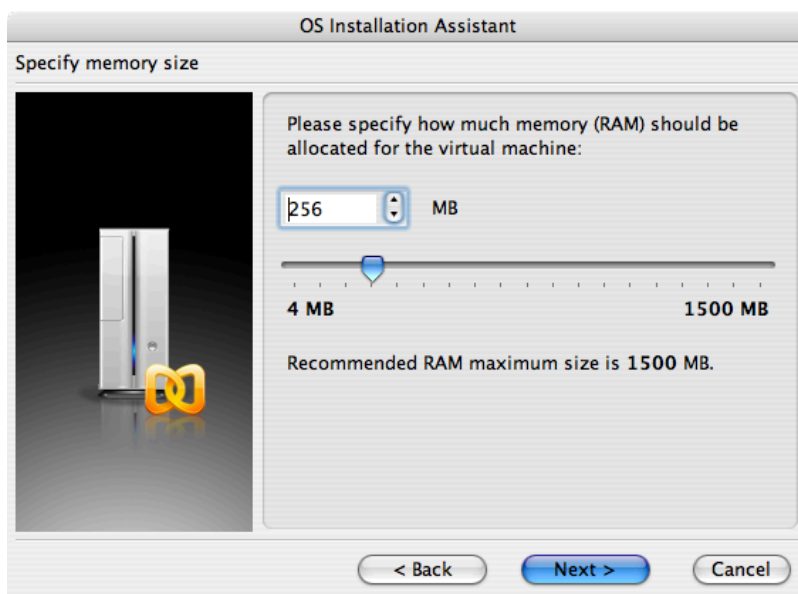 OS Installation Assistant
Specify memory size
Please specify how much memory (RAM) should be
allocated for the virtual machine:
256 MB
4 MB 1500 MB
Recommended RAM maximum size is 1500 MB.
< Back Next > Cancel